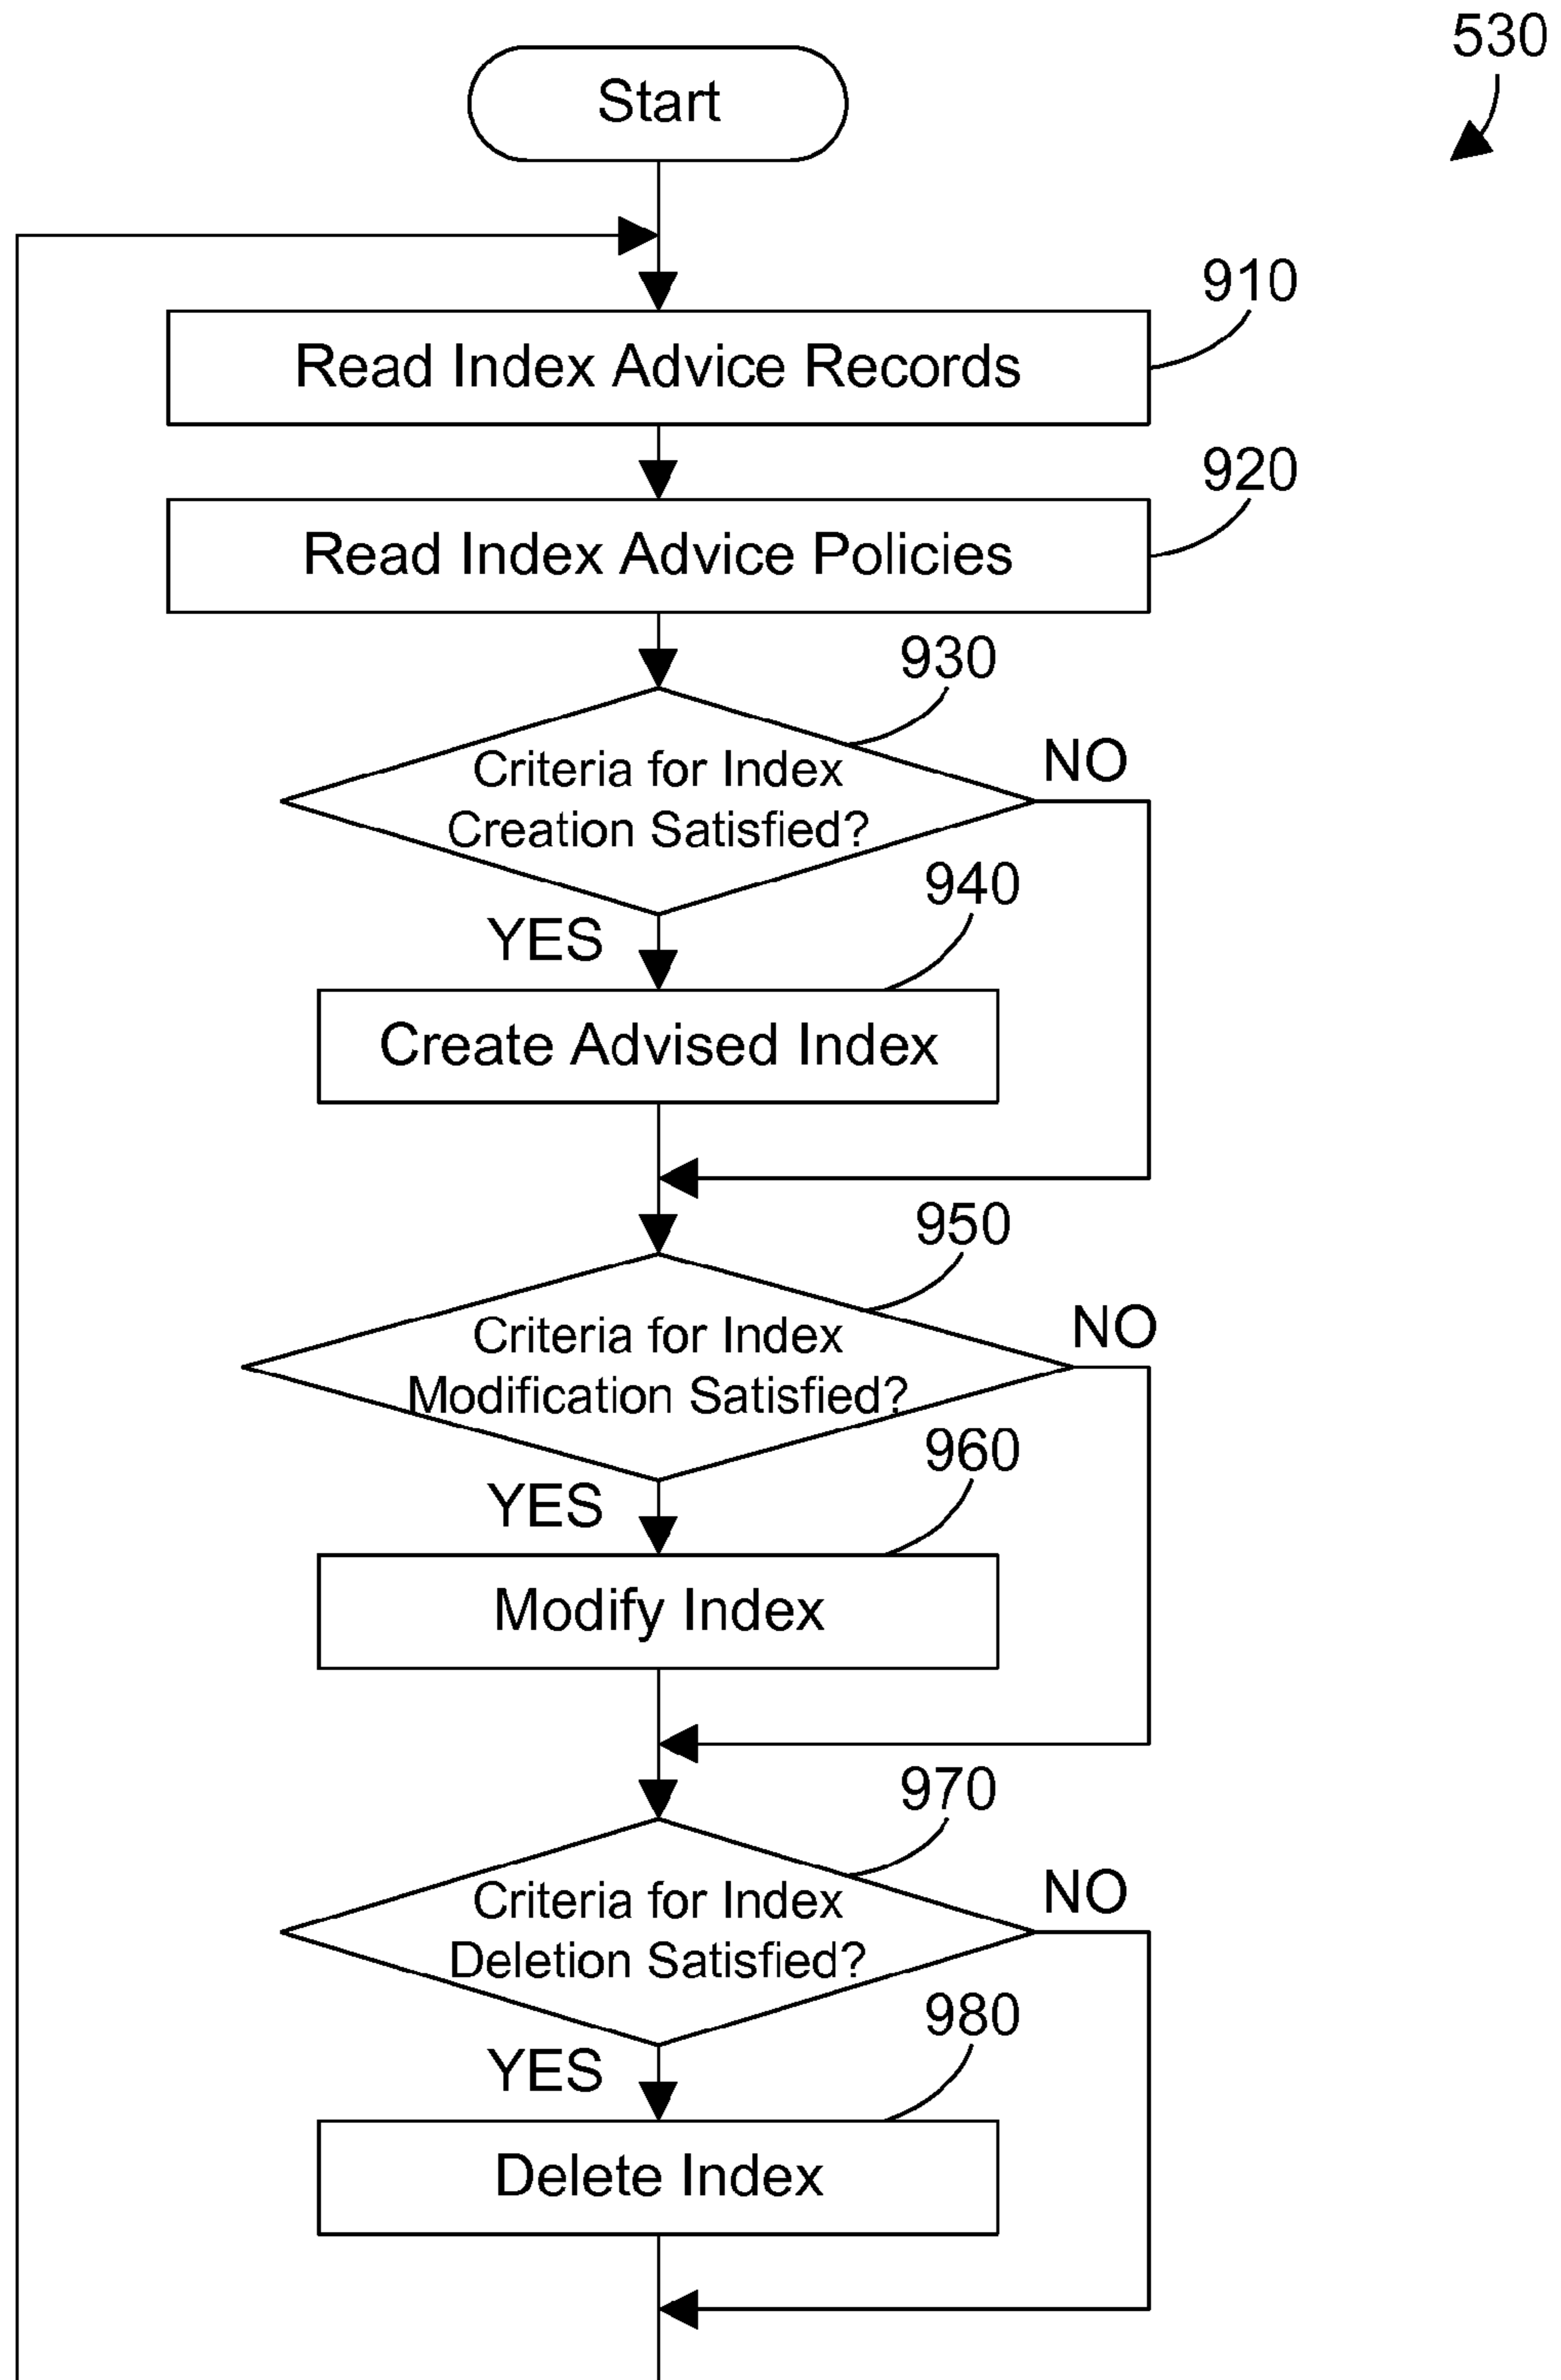 530
Start
910
Read Index Advice Records
920
Read Index Advice Policies
930
Criteria for Index
Creation Satisfied?
NO
940
YES
Create Advised Index
950
Criteria for Index
Modification Satisfied?
NO
960
YES
Modify Index
970
Criteria for Index
Deletion Satisfied?
NO
980
YES
Delete Index